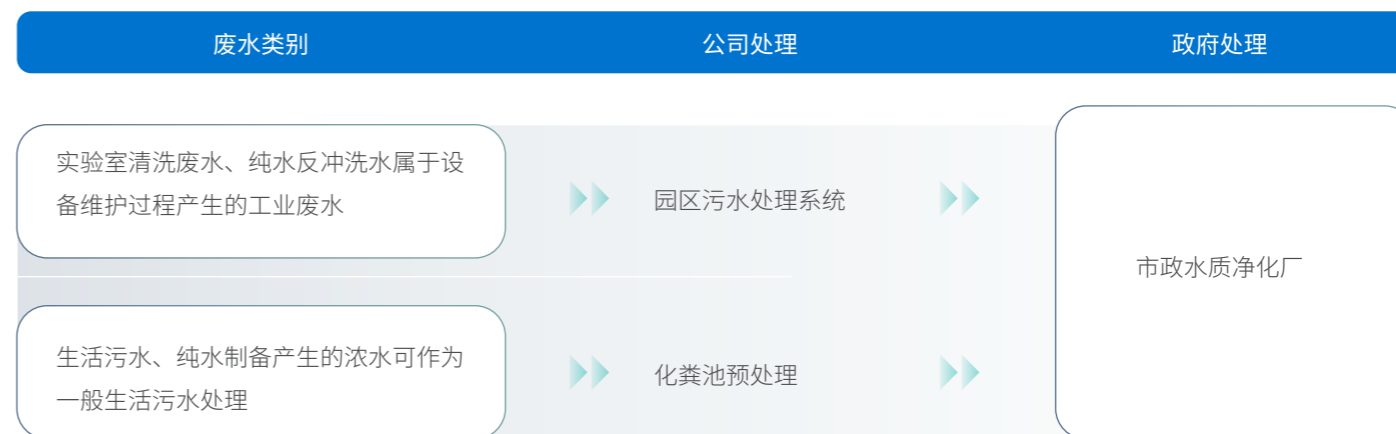 废水类别 公司处理 政府处理
实验室清洗废水、纯水反冲洗水属于设
备维护过程产生的工业废水
园区污水处理系统
市政水质净化厂
生活污水、纯水制备产生的浓水可作为
一般生活污水处理
化粪池预处理